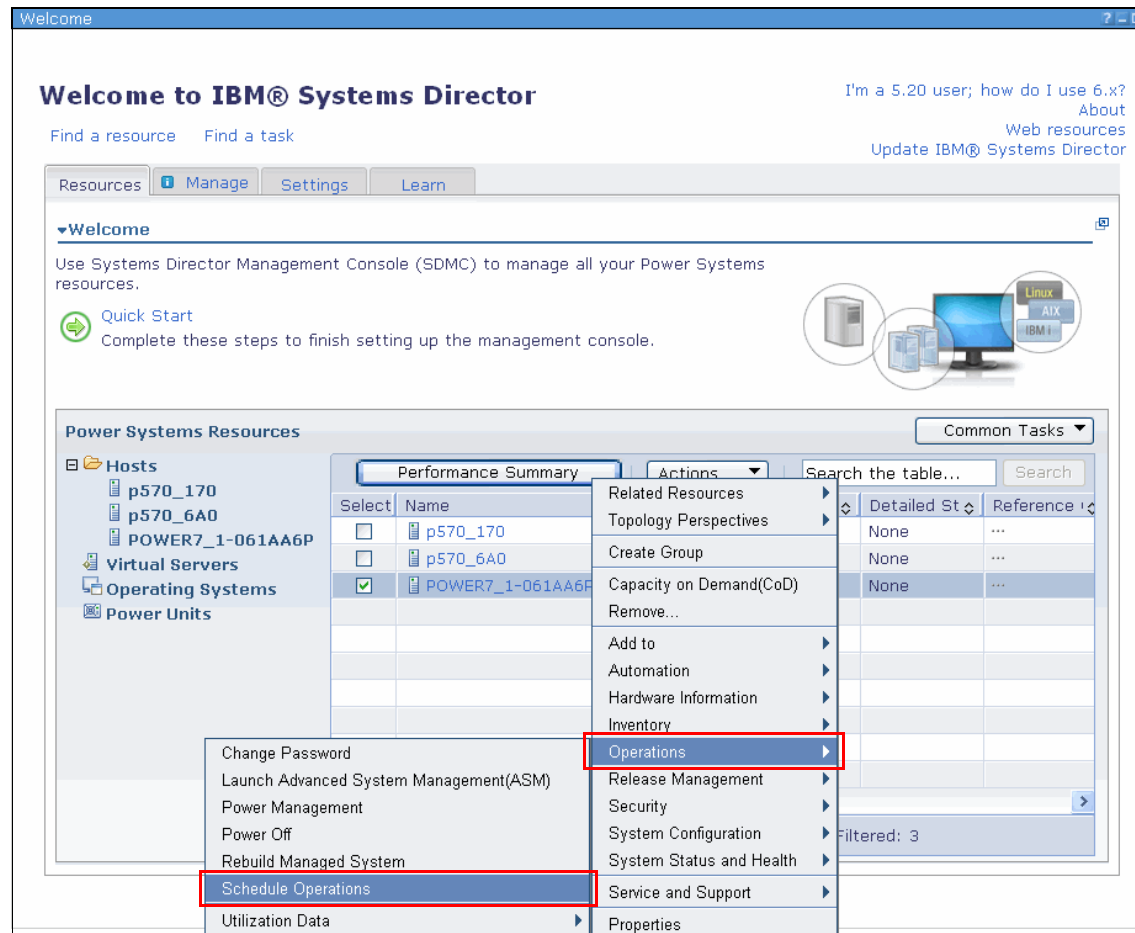 Welcome
? –
Welcome to IBM® Systems Director
I'm a 5.20 user; how do I use 6.x?
About
Web resources
Update IBM® Systems Director
Find a resource Find a task
Resources Manage Settings Learn
Welcome
Use Systems Director Management Console (SDMC) to manage all your Power Systems
resources.
Quick Start
Complete these steps to finish setting up the management console.
Linux
AIX
IBM i
Power Systems Resources
Common Tasks
Hosts
p570_170
p570_6A0
POWER7_1-061AA6P
Virtual Servers
Operating Systems
Power Units
Performance Summary Actions Search the table... Search
Select Name Detailed St Reference
p570_170 None ...
p570_6A0 None ...
POWER7_1-061AA6P None ...
Filtered: 3
Related Resources
Topology Perspectives
Create Group
Capacity on Demand(CoD)
Remove...
Add to
Automation
Hardware Information
Inventory
Operations
Release Management
Security
System Configuration
System Status and Health
Service and Support
Properties
Change Password
Launch Advanced System Management(ASM)
Power Management
Power Off
Rebuild Managed System
Schedule Operations
Utilization Data